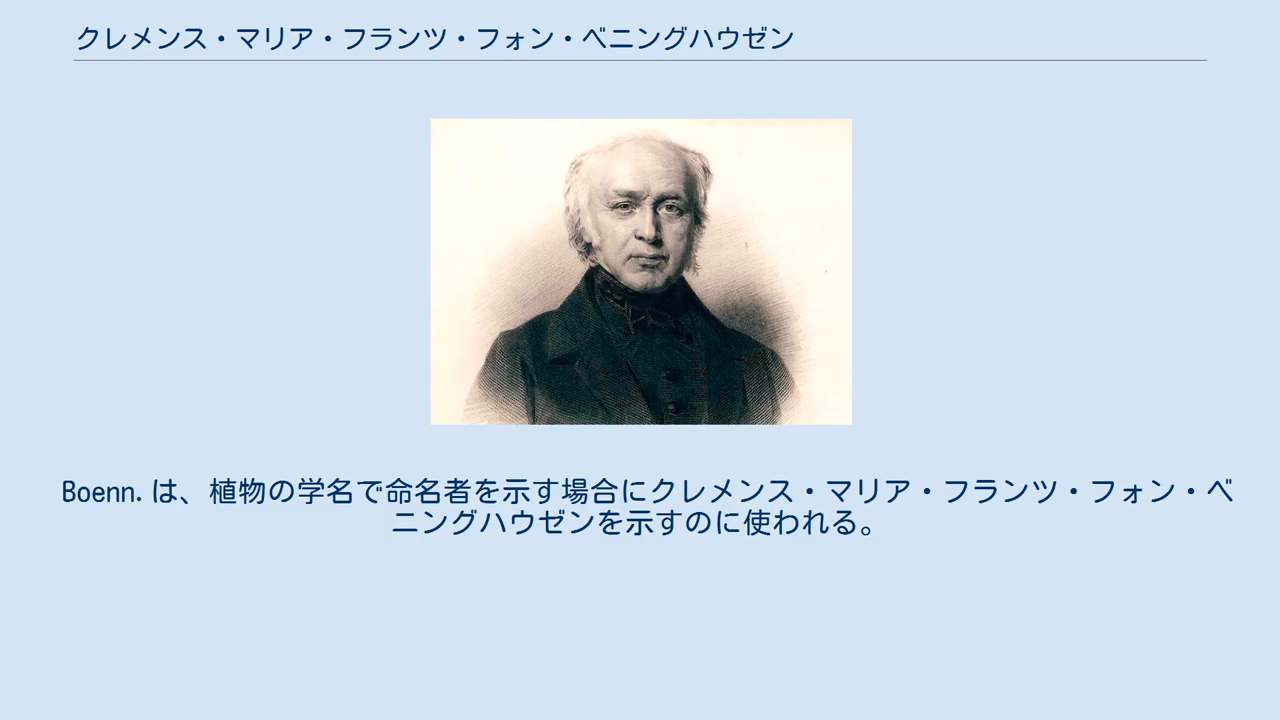 クレメンス・マリア・フランツ・フォン・ベニングハウゼン
Boenn. は、植物の学名で命名者を示す場合にクレメンス・マリア・フランツ・フォン・ベ
ニングハウゼンを示すのに使われる。